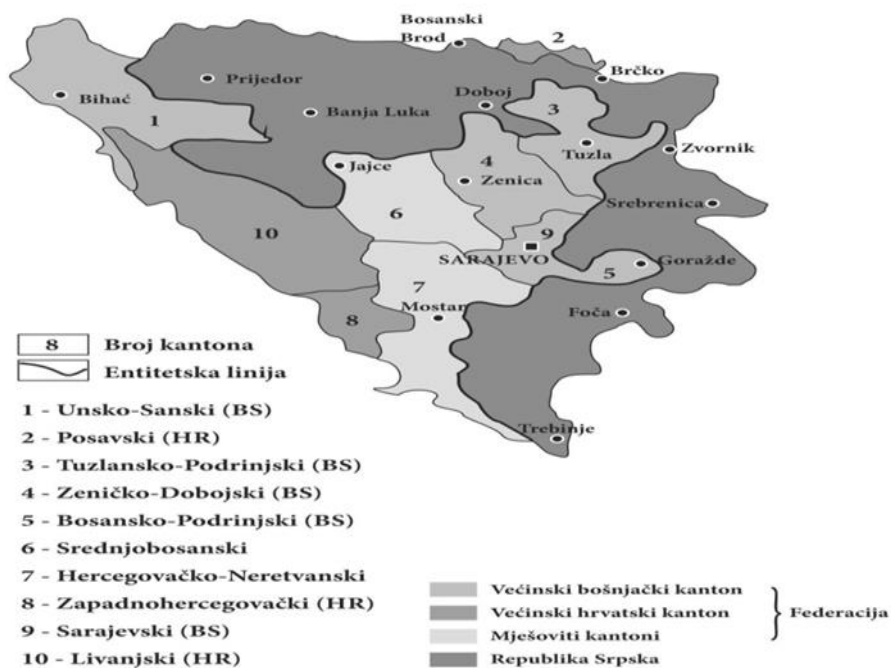 Bosanski
Brod
2
Brčko
Prijedor
Bihać
Doboj
1
Banja Luka
3
Tuzla
Zvornik
4
Jajce
Zenica
Srebrenica
6
10
9
SARAJEVO
Goražde
5
7
Mostar
Foča
8
Trebinje
8 Broj kantona
Entitetska linija
1 - Unsko-Sanski (BS)
2 - Posavski (HR)
3 - Tuzlansko-Podrinjski (BS)
4 - Zeničko-Dobojski (BS)
5 - Bosansko-Podrinjski (BS)
6 - Srednjobosanski
7 - Hercegovačko-Neretvanski
8 - Zapadnohercegovački (HR)
9 - Sarajevski (BS)
10 - Livanjski (HR)
Većinski bošnjački kanton
Većinski hrvatski kanton
Mješoviti kantoni
Federacija
Republika Srpska